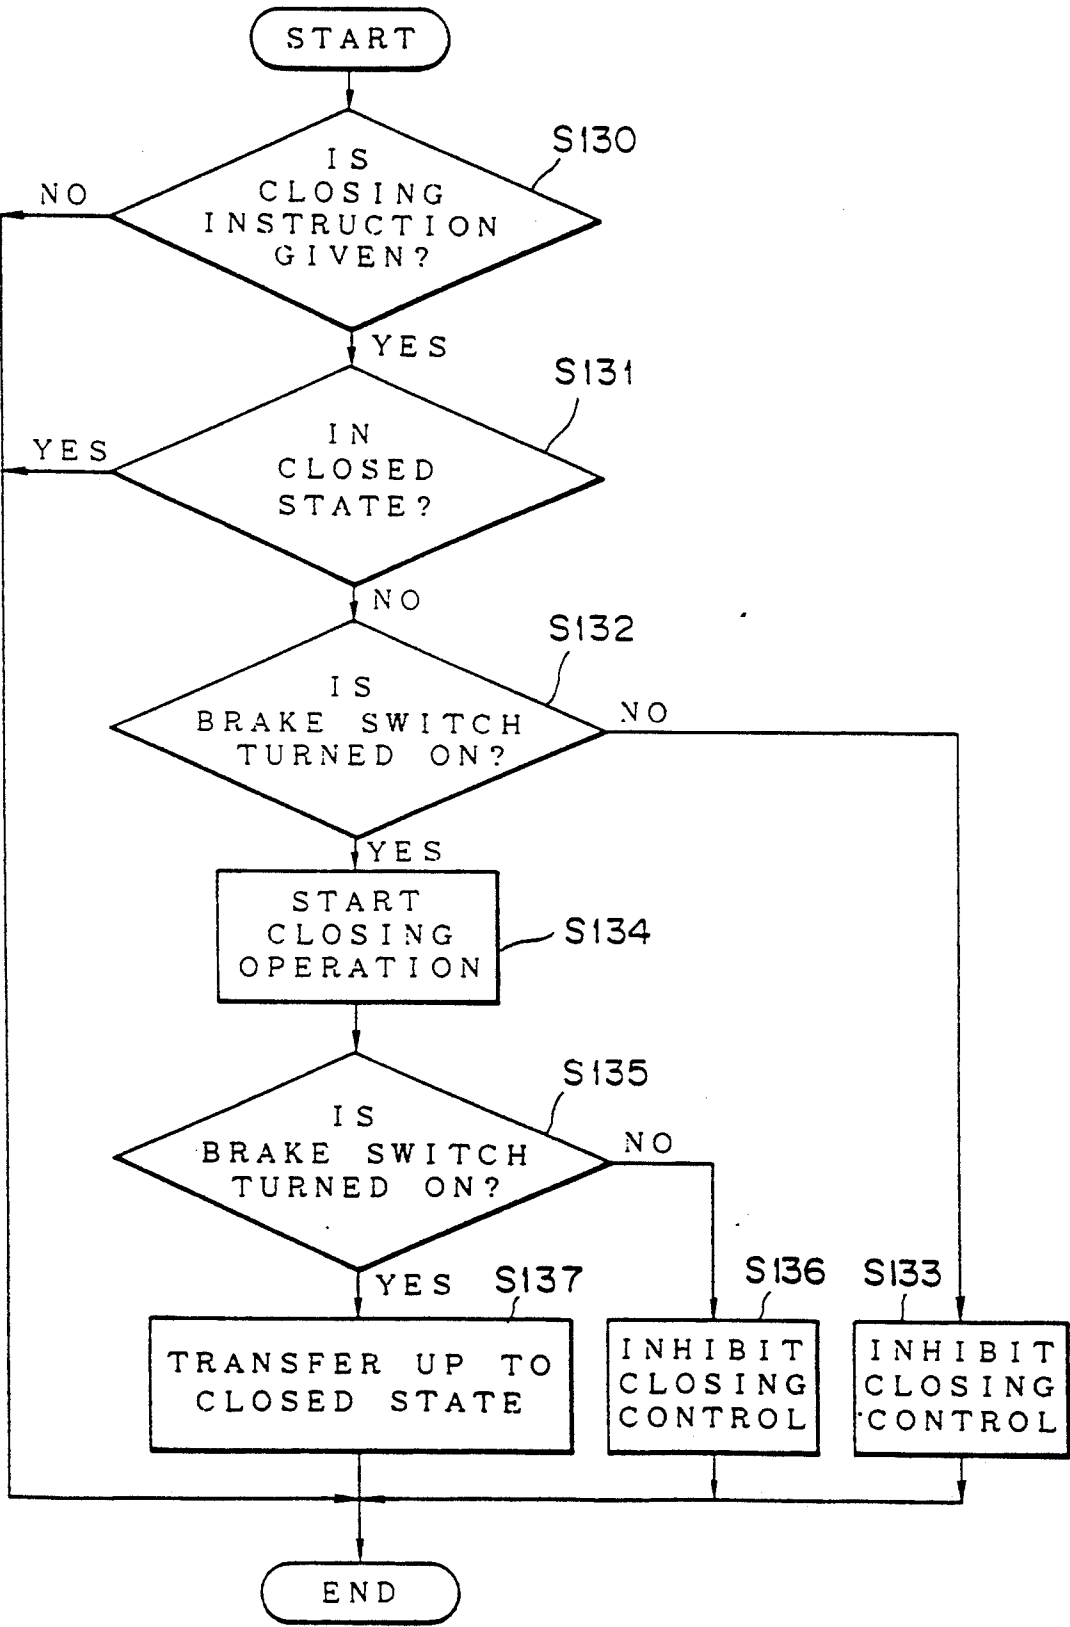 START
S130
IS
CLOSING
INSTRUCTION
GIVEN?
NO
YES
S131
IN
CLOSED
STATE?
YES
NO
S132
IS
BRAKE SWITCH
TURNED ON?
NO
YES
START
CLOSING
OPERATION
S134
S135
IS
BRAKE SWITCH
TURNED ON?
NO
YES
S137
TRANSFER UP TO
CLOSED STATE
S136
INHIBIT
CLOSING
CONTROL
S133
INHIBIT
CLOSING
CONTROL
END